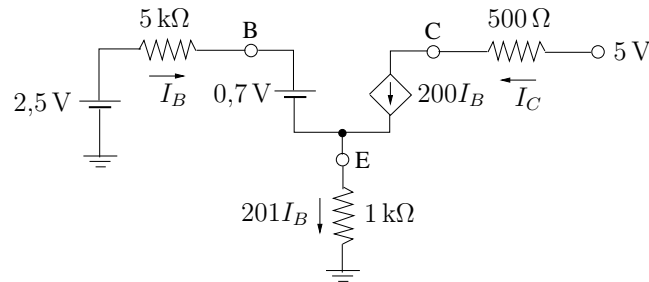 5 kΩ
B
C
500 Ω
5 V
2,5 V
I_B
0,7 V
200I_B
I_C
E
201I_B
1 kΩ